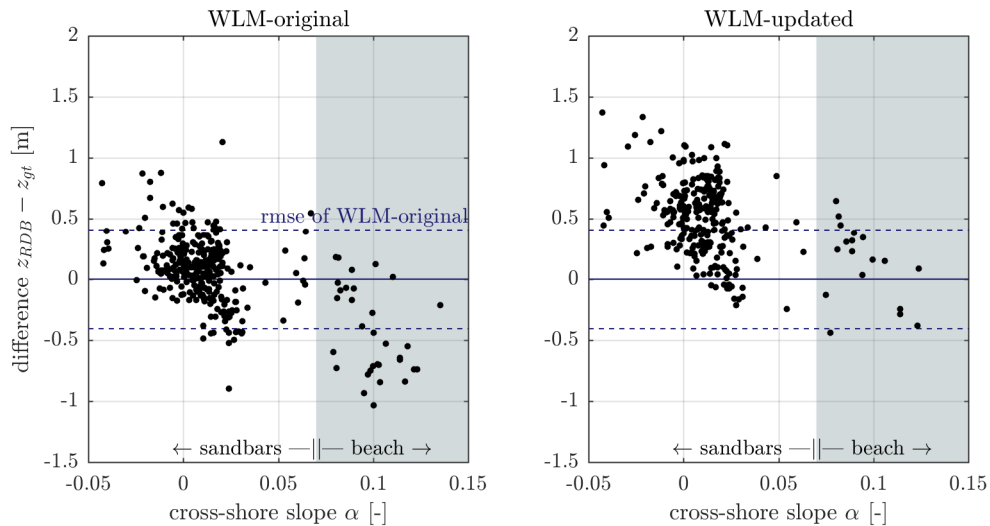 WLM-original
WLM-updated
difference z_RDB − z_gt [m]
2
1.5
1
0.5
0
-0.5
-1
-1.5
rmse of WLM-original
← sandbars —||— beach →
-0.05 0 0.05 0.1 0.15
cross-shore slope α [-]
2
1.5
1
0.5
0
-0.5
-1
-1.5
← sandbars —||— beach →
-0.05 0 0.05 0.1 0.15
cross-shore slope α [-]